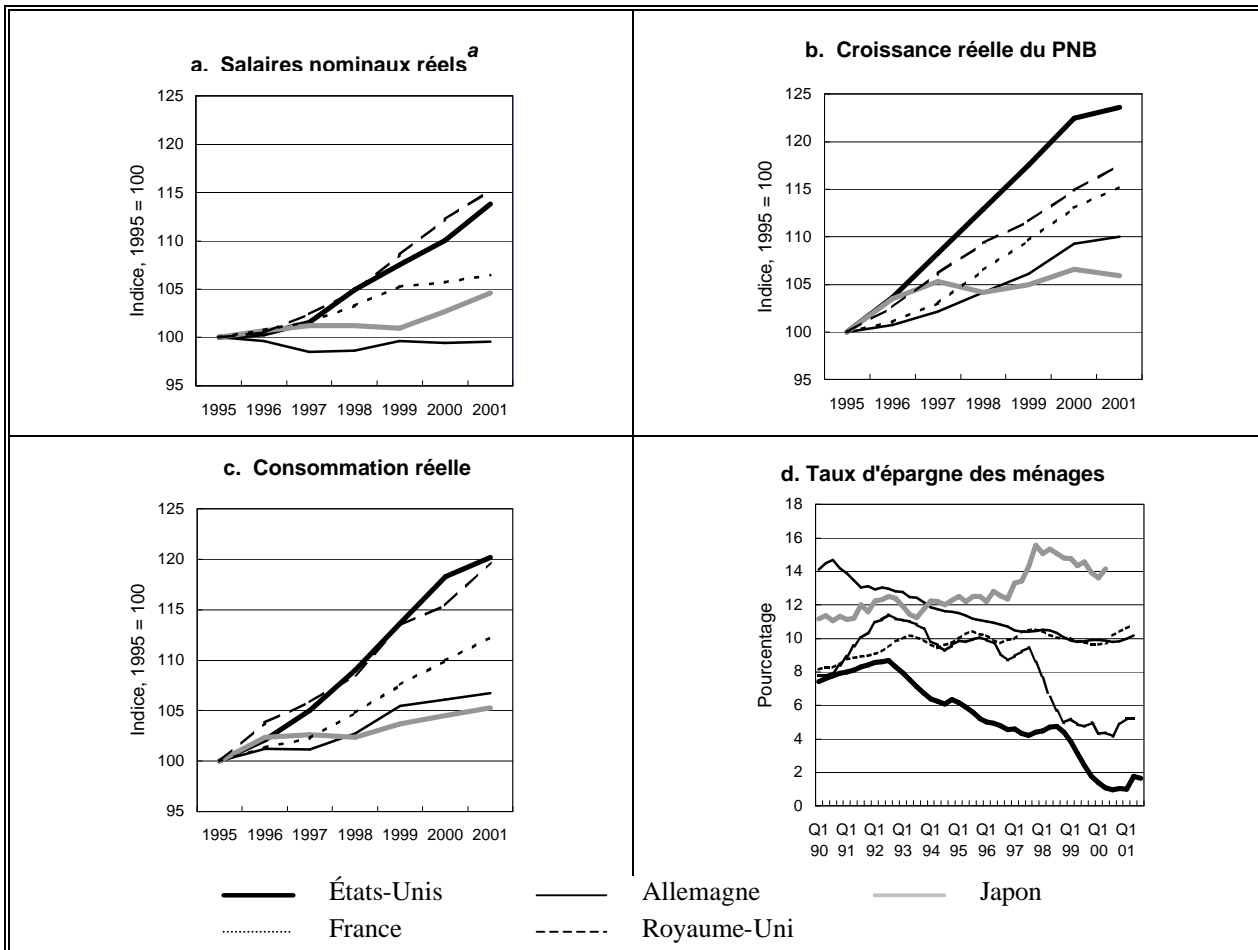 a. Salaires nominaux réels a
Indice, 1995 = 100
125
120
115
110
105
100
95
1995 1996 1997 1998 1999 2000 2001
b. Croissance réelle du PNB
Indice, 1995 = 100
125
120
115
110
105
100
95
1995 1996 1997 1998 1999 2000 2001
c. Consommation réelle
Indice, 1995 = 100
125
120
115
110
105
100
95
1995 1996 1997 1998 1999 2000 2001
d. Taux d'épargne des ménages
Pourcentage
18
16
14
12
10
8
6
4
2
0
Q1 Q1 Q1 Q1 Q1 Q1 Q1 Q1 Q1 Q1 Q1 Q1
90 91 92 93 94 95 96 97 98 99 00 01
États-Unis Allemagne Japon
France Royaume-Uni